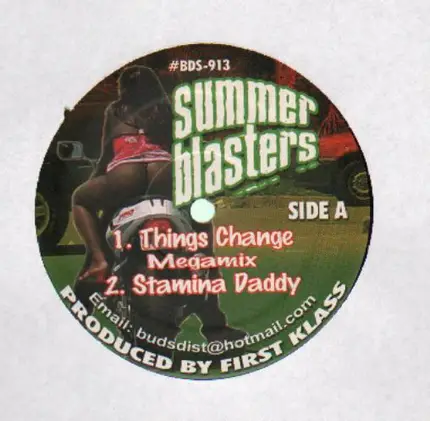 #BDS-913
summer
blasters
SIDE A
1. Things Change
Megamix
2. Stamina Daddy
Email: budsdist@hotmail.com
PRODUCED BY FIRST KLASS